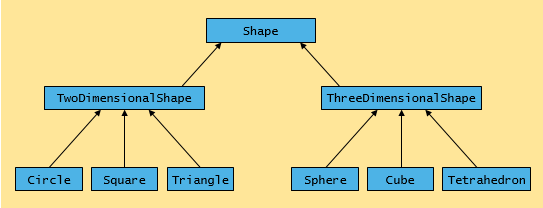 Shape
TwoDimensionalShape
ThreeDimensionalShape
Circle
Square
Triangle
Sphere
Cube
Tetrahedron